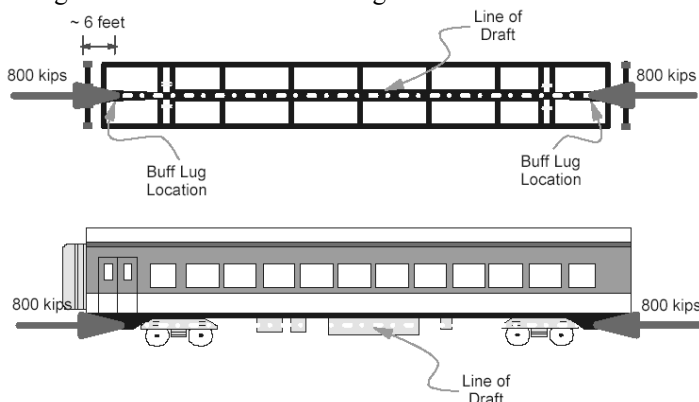 Line of
Draft
~ 6 feet
800 kips
800 kips
Buff Lug
Location
Buff Lug
Location
800 kips
800 kips
Line of
Draft